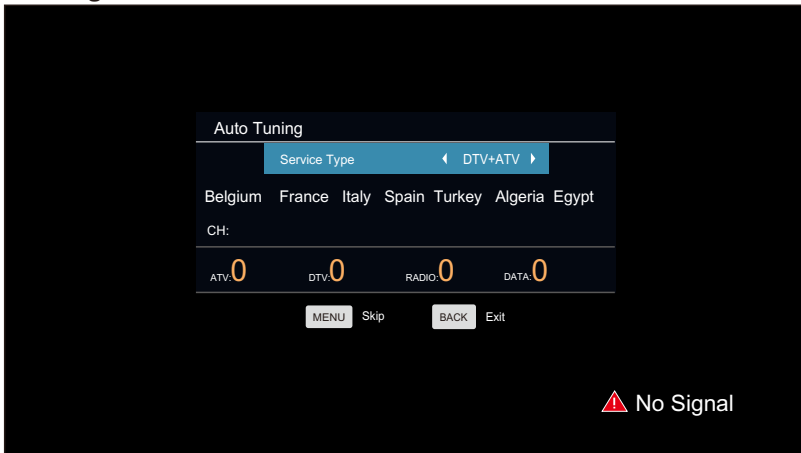 Auto Tuning
Service Type DTV+ATV
Belgium France Italy Spain Turkey Algeria Egypt
CH:
ATV:0 DTV:0 RADIO:0 DATA:0
MENU Skip BACK Exit
No Signal